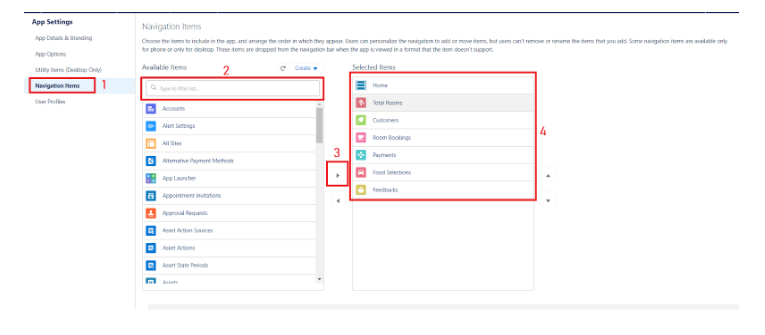 App Settings
App Details & Branding
App Options
Utility Items (Desktop Only)
Navigation Items
1
User Profiles
Navigation Items
Choose the items to include in the app, and arrange the order in which they appear. Users can personalize the navigation to add or move items, but users can't remove or rename the items that you add. Some navigation items are available only
for phone or only for desktop. These items are dropped from the navigation bar when the app is viewed in a format that the item doesn't support.
Available Items
2
Create
Type to filter list...
Accounts
Alert Settings
All Sites
Alternative Payment Methods
App Launcher
Appointment Invitations
Approval Requests
Asset Action Sources
Asset Actions
Asset State Periods
Assets
3
Selected Items
Home
Total Rooms
Customers
Room Bookings
Payments
Food Selections
Feedbacks
4